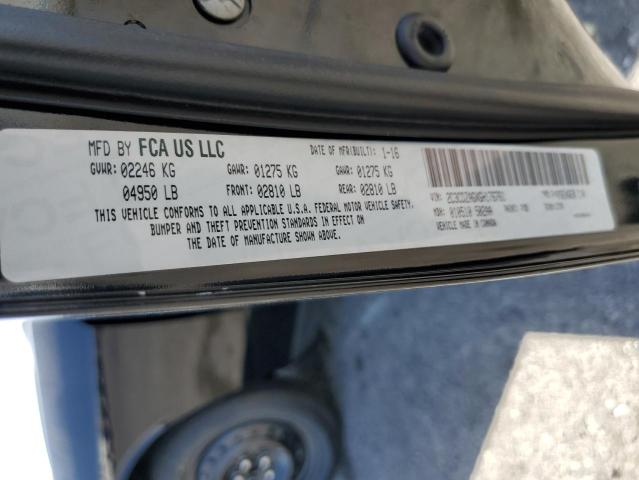 MFD BY FCA US LLC DATE OF MFR(BUILT): 1-16
GVWR: 02246 KG GAWR: 01275 KG GAWR: 01275 KG
04950 LB FRONT: 02810 LB REAR: 02810 LB
THIS VEHICLE CONFORMS TO ALL APPLICABLE U.S.A. FEDERAL MOTOR VEHICLE SAFETY,
BUMPER AND THEFT PREVENTION STANDARDS IN EFFECT ON
THE DATE OF MANUFACTURE SHOWN ABOVE.
VIN:
MDH: 010510
VEHICLE MADE IN CANADA